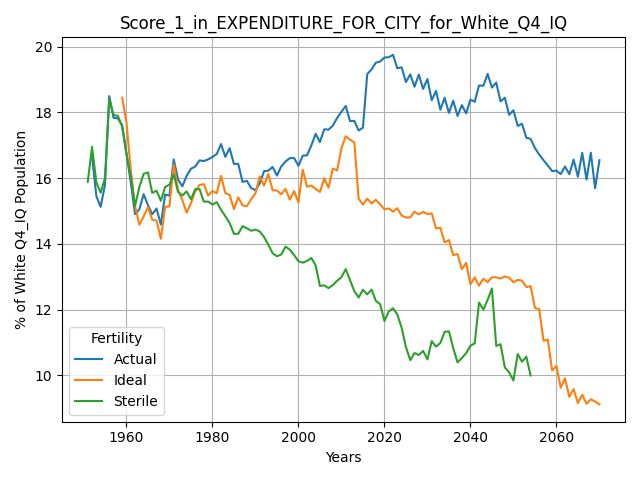 Score_1_in_EXPENDITURE_FOR_CITY_for_White_Q4_IQ
% of White Q4_IQ Population
20
18
16
14
12
10
Fertility
Actual
Ideal
Sterile
1960
1980
2000
2020
2040
2060
Years